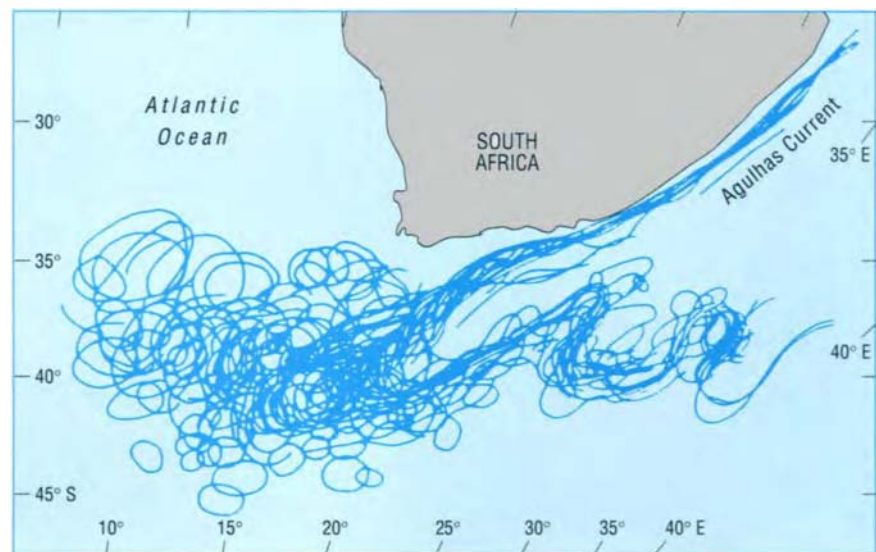 Atlantic
Ocean
30°
SOUTH
AFRICA
Agulhas Current
35° E
35°
40° E
40°
45° S
10°
15°
20°
25°
30°
35°
40° E